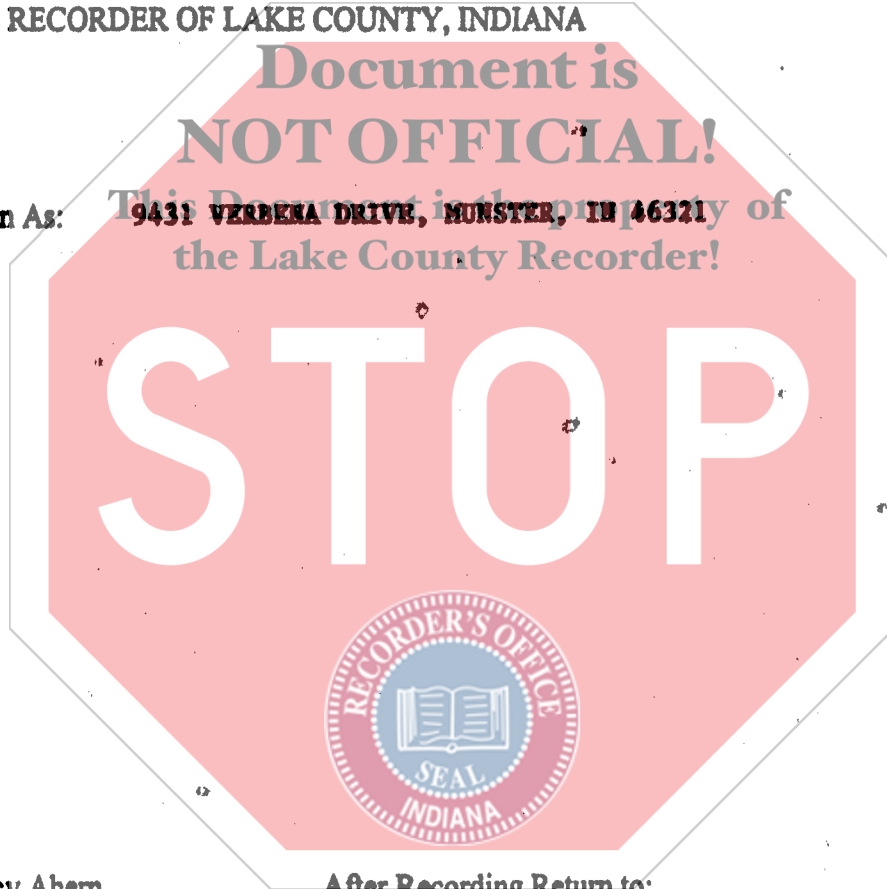 RECORDER OF LAKE COUNTY, INDIANA
Document is
NOT OFFICIAL!
This Document is the property of
n As: 9431 VERBENA DRIVE, MUNSTER, IN 46321
the Lake County Recorder!
STOP
RECORDER'S OFFICE
SEAL
INDIANA
After Recording Return to: